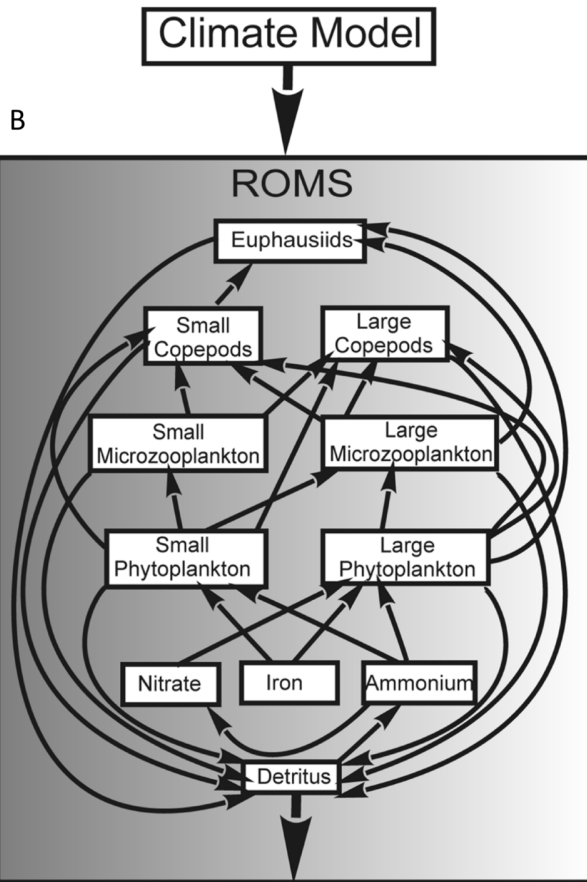 Climate Model
B
ROMS
Euphausiids
Small
Copepods
Large
Copepods
Small
Microzooplankton
Large
Microzooplankton
Small
Phytoplankton
Large
Phytoplankton
Nitrate
Iron
Ammonium
Detritus